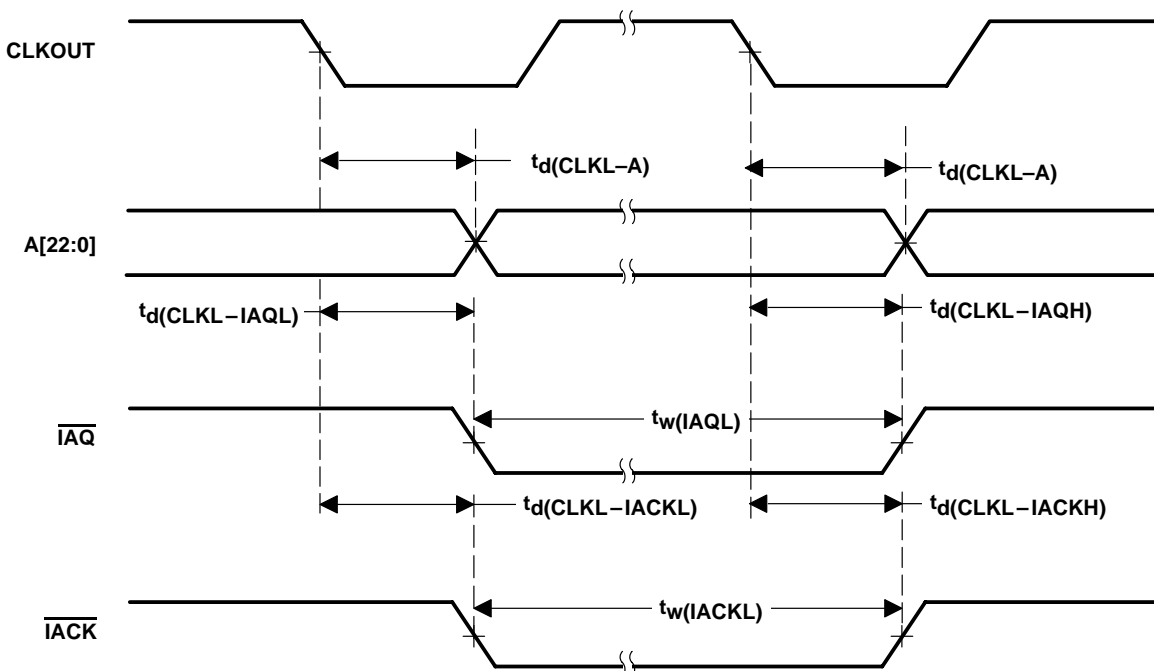 CLKOUT
td(CLKL–A)
td(CLKL–A)
A[22:0]
td(CLKL–IAQL)
td(CLKL–IAQH)
tw(IAQL)
IAQ
td(CLKL–IACKL)
td(CLKL–IACKH)
tw(IACKL)
IACK